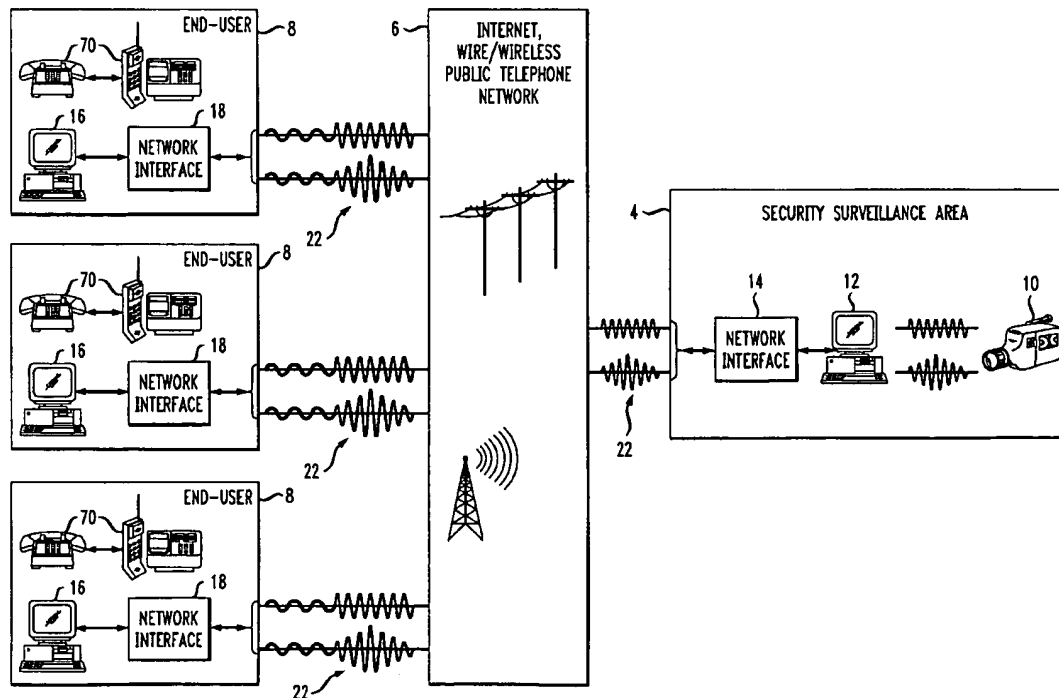 END-USER
8
70
16
18
NETWORK
INTERFACE
22
END-USER
8
70
16
18
NETWORK
INTERFACE
22
END-USER
8
70
16
18
NETWORK
INTERFACE
22
6
INTERNET,
WIRE/WIRELESS
PUBLIC TELEPHONE
NETWORK
4
SECURITY SURVEILLANCE AREA
14
12
10
NETWORK
INTERFACE
22